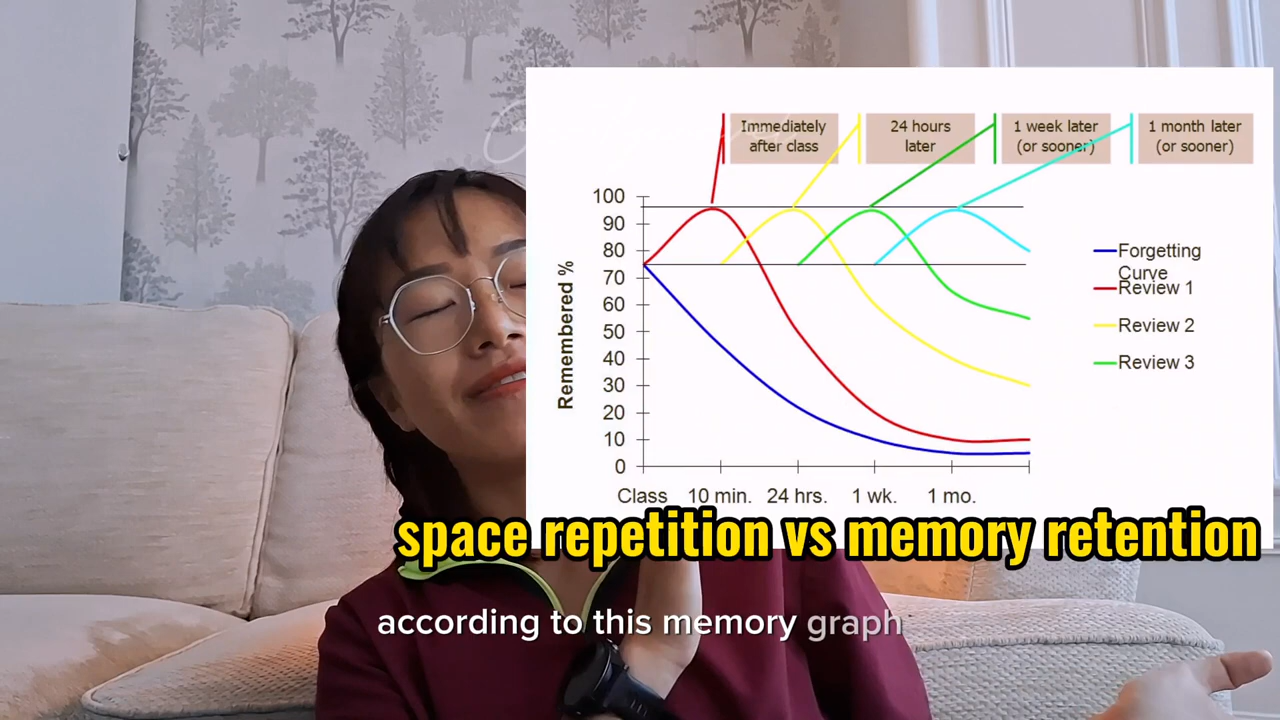 Immediately
after class
24 hours
later
1 week later
(or sooner)
1 month later
(or sooner)
100
90
80
70
60
50
40
30
20
10
0
Remembered %
Class 10 min. 24 hrs. 1 wk. 1 mo.
Forgetting
Curve
Review 1
Review 2
Review 3
space repetition vs memory retention
according to this memory graph